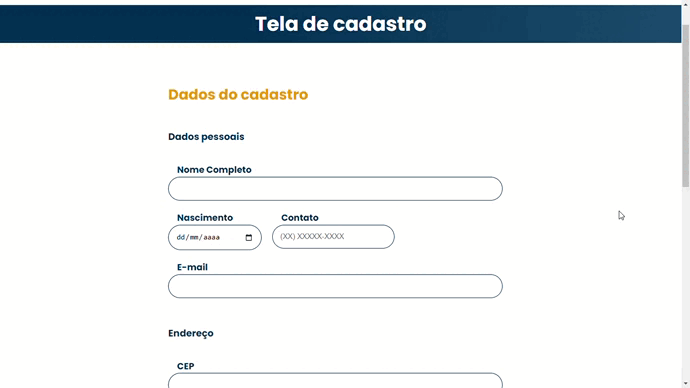 Tela de cadastro
Dados do cadastro
Dados pessoais
Nome Completo
Nascimento Contato
dd/mm/aaaa (XX) XXXXX-XXXX
E-mail
Endereço
CEP